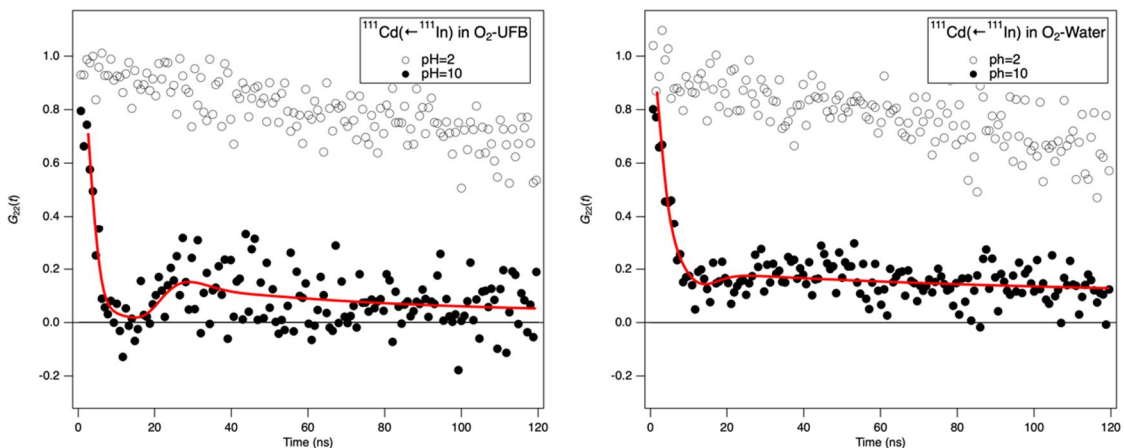 ¹¹¹Cd(←¹¹¹In) in O₂-UFB
pH=2
pH=10
1.0
0.8
0.6
0.4
0.2
0.0
-0.2
G₂₂(t)
0 20 40 60 80 100 120
Time (ns)
¹¹¹Cd(←¹¹¹In) in O₂-Water
ph=2
ph=10
1.0
0.8
0.6
0.4
0.2
0.0
-0.2
G₂₂(t)
0 20 40 60 80 100 120
Time (ns)